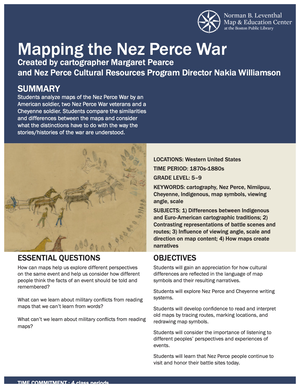 Norman B. Leventhal
Map & Education Center
at the Boston Public Library
Mapping the Nez Perce War
Created by cartographer Margaret Pearce
and Nez Perce Cultural Resources Program Director Nakia Williamson
SUMMARY
Students analyze maps of the Nez Perce War by an
American soldier, two Nez Perce War veterans and a
Cheyenne soldier. Students compare the similarities
and differences between the maps and consider
what the distinctions have to do with the way the
stories/histories of the war are understood.
LOCATIONS: Western United States
TIME PERIOD: 1870s-1880s
GRADE LEVEL: 5–9
KEYWORDS: cartography, Nez Perce, Nimiipuu,
Cheyenne, Indigenous, map symbols, viewing
angle, scale
SUBJECTS: 1) Differences between Indigenous
and Euro-American cartographic traditions; 2)
Contrasting representations of battle scenes and
routes; 3) Influence of viewing angle, scale and
direction on map content; 4) How maps create
narratives
ESSENTIAL QUESTIONS
How can maps help us explore different perspectives
on the same event and help us consider how different
people think the facts of an event should be told and
remembered?
What can we learn about military conflicts from reading
maps that we can't learn from words?
What can't we learn about military conflicts from reading
maps?
OBJECTIVES
Students will gain an appreciation for how cultural
differences are reflected in the language of map
symbols and their resulting narratives.
Students will explore Nez Perce and Cheyenne writing
systems.
Students will develop confidence to read and interpret
old maps by tracing routes, marking locations, and
redrawing map symbols.
Students will consider the importance of listening to
different peoples' perspectives and experiences of
events.
Students will learn that Nez Perce people continue to
visit and honor their battle sites today.
TIME COMMITMENT: 4 class periods